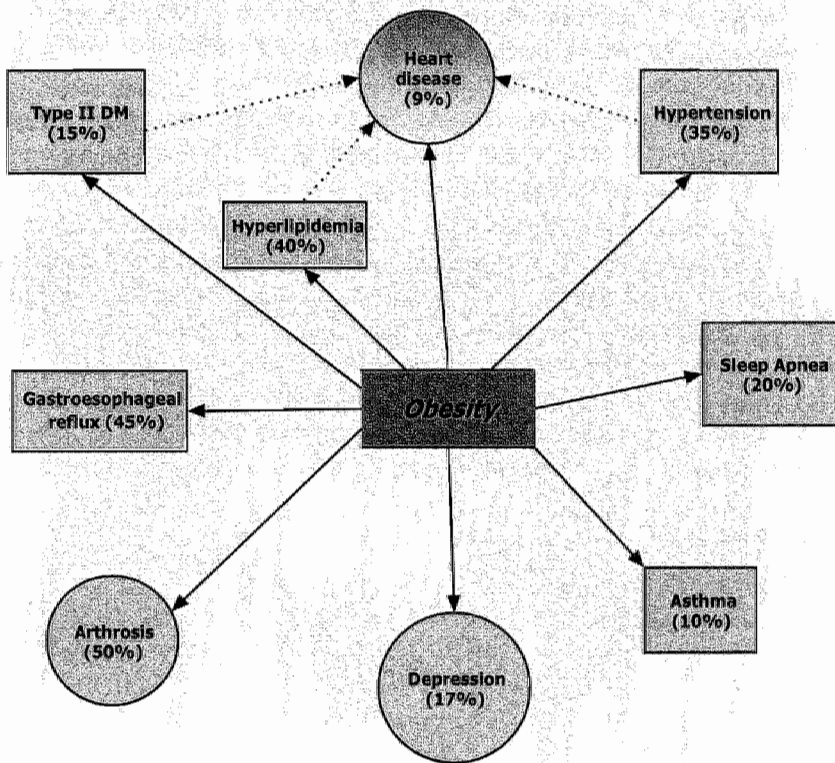 Heart
disease
(9%)
Type II DM
(15%)
Hypertension
(35%)
Hyperlipidemia
(40%)
Sleep Apnea
(20%)
Gastroesophageal
reflux (45%)
Obesity
Arthrosis
(50%)
Depression
(17%)
Asthma
(10%)